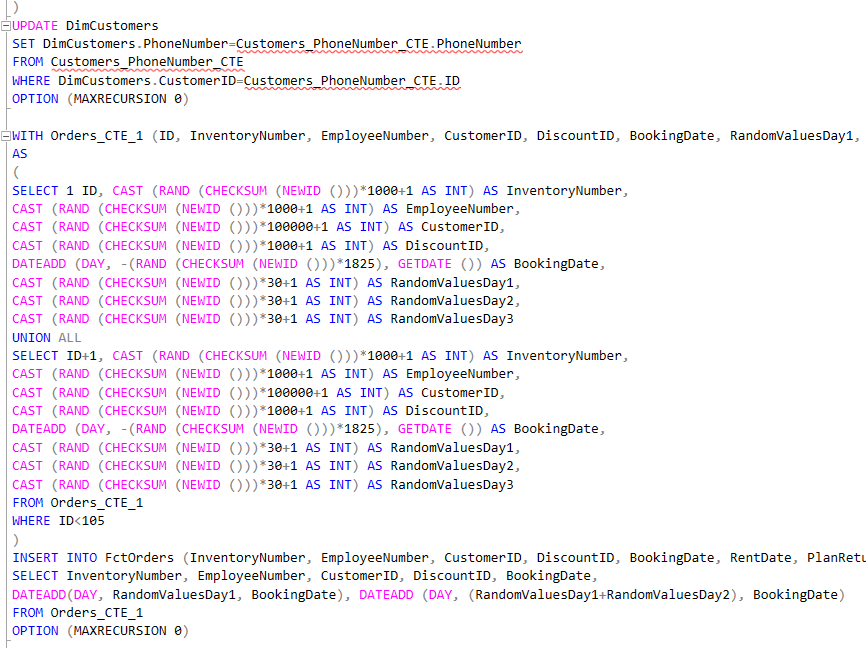 )
UPDATE DimCustomers
SET DimCustomers.PhoneNumber=Customers_PhoneNumber_CTE.PhoneNumber
FROM Customers_PhoneNumber_CTE
WHERE DimCustomers.CustomerID=Customers_PhoneNumber_CTE.ID
OPTION (MAXRECURSION 0)
WITH Orders_CTE_1 (ID, InventoryNumber, EmployeeNumber, CustomerID, DiscountID, BookingDate, RandomValuesDay1,
AS
(
SELECT 1 ID, CAST (RAND (CHECKSUM (NEWID ()))*1000+1 AS INT) AS InventoryNumber,
CAST (RAND (CHECKSUM (NEWID ()))*1000+1 AS INT) AS EmployeeNumber,
CAST (RAND (CHECKSUM (NEWID ()))*100000+1 AS INT) AS CustomerID,
CAST (RAND (CHECKSUM (NEWID ()))*1000+1 AS INT) AS DiscountID,
DATEADD (DAY, -(RAND (CHECKSUM (NEWID ()))*1825), GETDATE ()) AS BookingDate,
CAST (RAND (CHECKSUM (NEWID ()))*30+1 AS INT) AS RandomValuesDay1,
CAST (RAND (CHECKSUM (NEWID ()))*30+1 AS INT) AS RandomValuesDay2,
CAST (RAND (CHECKSUM (NEWID ()))*30+1 AS INT) AS RandomValuesDay3
UNION ALL
SELECT ID+1, CAST (RAND (CHECKSUM (NEWID ()))*1000+1 AS INT) AS InventoryNumber,
CAST (RAND (CHECKSUM (NEWID ()))*1000+1 AS INT) AS EmployeeNumber,
CAST (RAND (CHECKSUM (NEWID ()))*100000+1 AS INT) AS CustomerID,
CAST (RAND (CHECKSUM (NEWID ()))*1000+1 AS INT) AS DiscountID,
DATEADD (DAY, -(RAND (CHECKSUM (NEWID ()))*1825), GETDATE ()) AS BookingDate,
CAST (RAND (CHECKSUM (NEWID ()))*30+1 AS INT) AS RandomValuesDay1,
CAST (RAND (CHECKSUM (NEWID ()))*30+1 AS INT) AS RandomValuesDay2,
CAST (RAND (CHECKSUM (NEWID ()))*30+1 AS INT) AS RandomValuesDay3
FROM Orders_CTE_1
WHERE ID<105
)
INSERT INTO FctOrders (InventoryNumber, EmployeeNumber, CustomerID, DiscountID, BookingDate, RentDate, PlanRetu
SELECT InventoryNumber, EmployeeNumber, CustomerID, DiscountID, BookingDate,
DATEADD(DAY, RandomValuesDay1, BookingDate), DATEADD (DAY, (RandomValuesDay1+RandomValuesDay2), BookingDate)
FROM Orders_CTE_1
OPTION (MAXRECURSION 0)